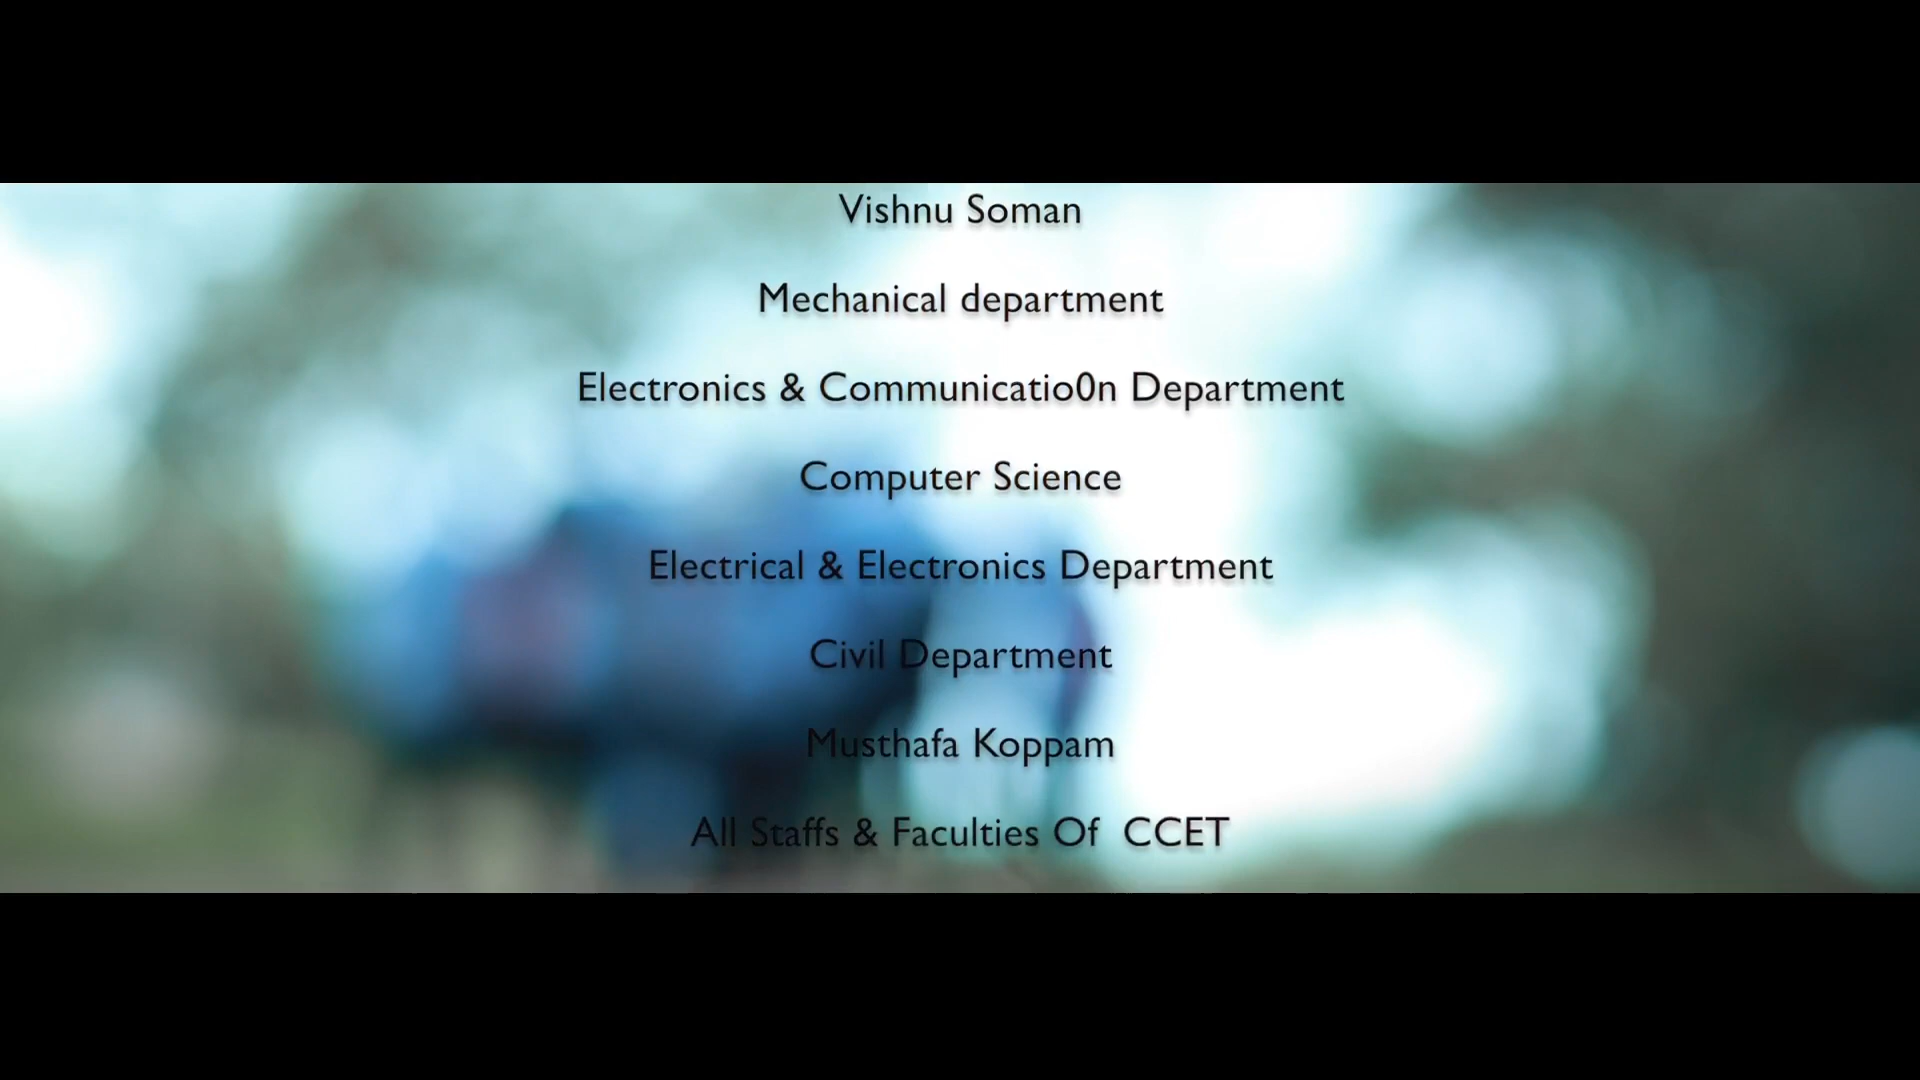 Vishnu Soman
Mechanical department
Electronics & Communicatio0n Department
Computer Science
Electrical & Electronics Department
Civil Department
Musthafa Koppam
All Staffs & Faculties Of  CCET